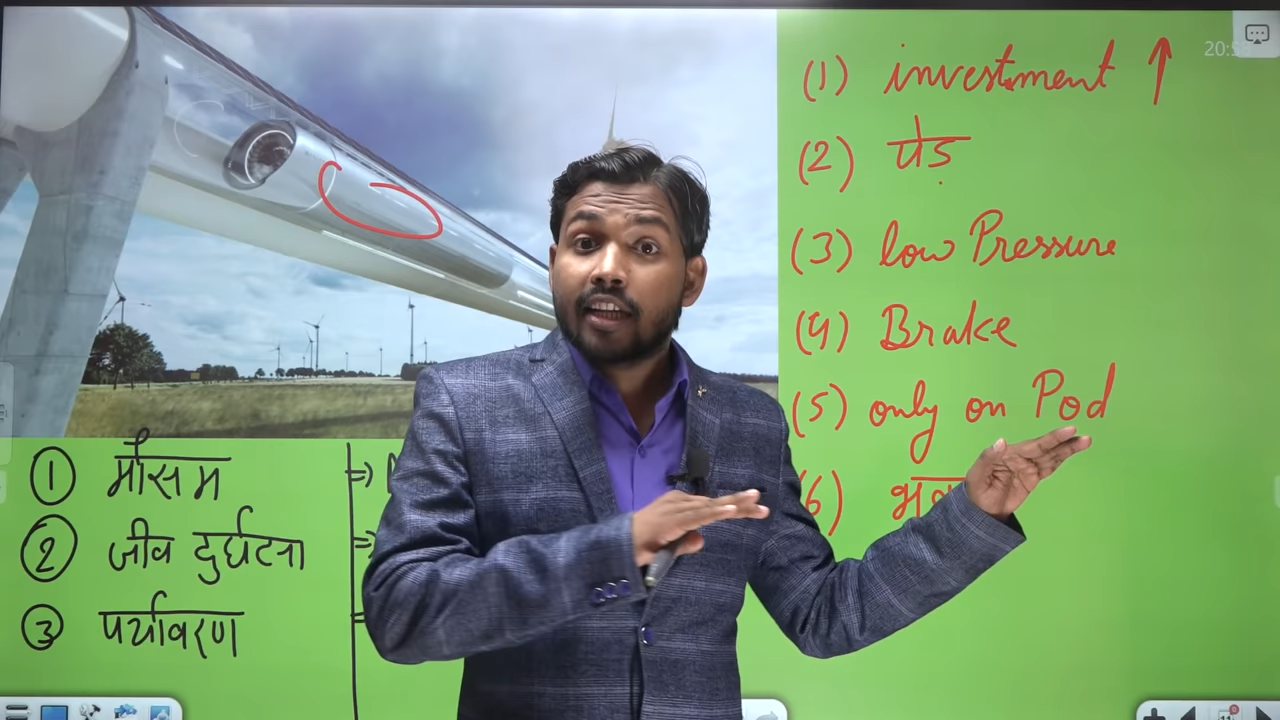 (1) investment ↑
(2) पेड़
(3) low Pressure
(4) Brake
(5) only on Pod
(6)
① मौसम
② जीव दुर्घटना
③ पर्यावरण